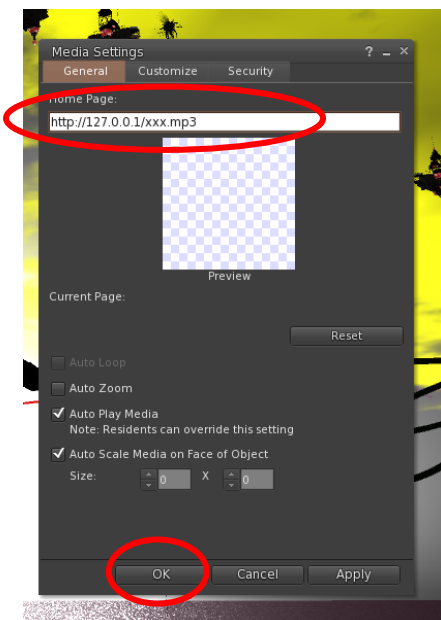 Media Settings ? _ ×
General Customize Security
Home Page:
http://127.0.0.1/xxx.mp3
Preview
Current Page:
Reset
Auto Loop
Auto Zoom
Auto Play Media
Note: Residents can override this setting
Auto Scale Media on Face of Object
Size: 0 X 0
OK Cancel Apply